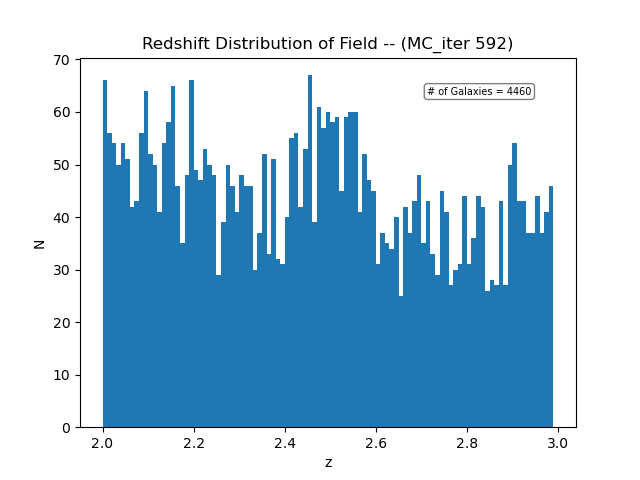 Redshift Distribution of Field -- (MC_iter 592)
# of Galaxies = 4460
70
60
50
40
30
20
10
0
N
2.0 2.2 2.4 2.6 2.8 3.0
z